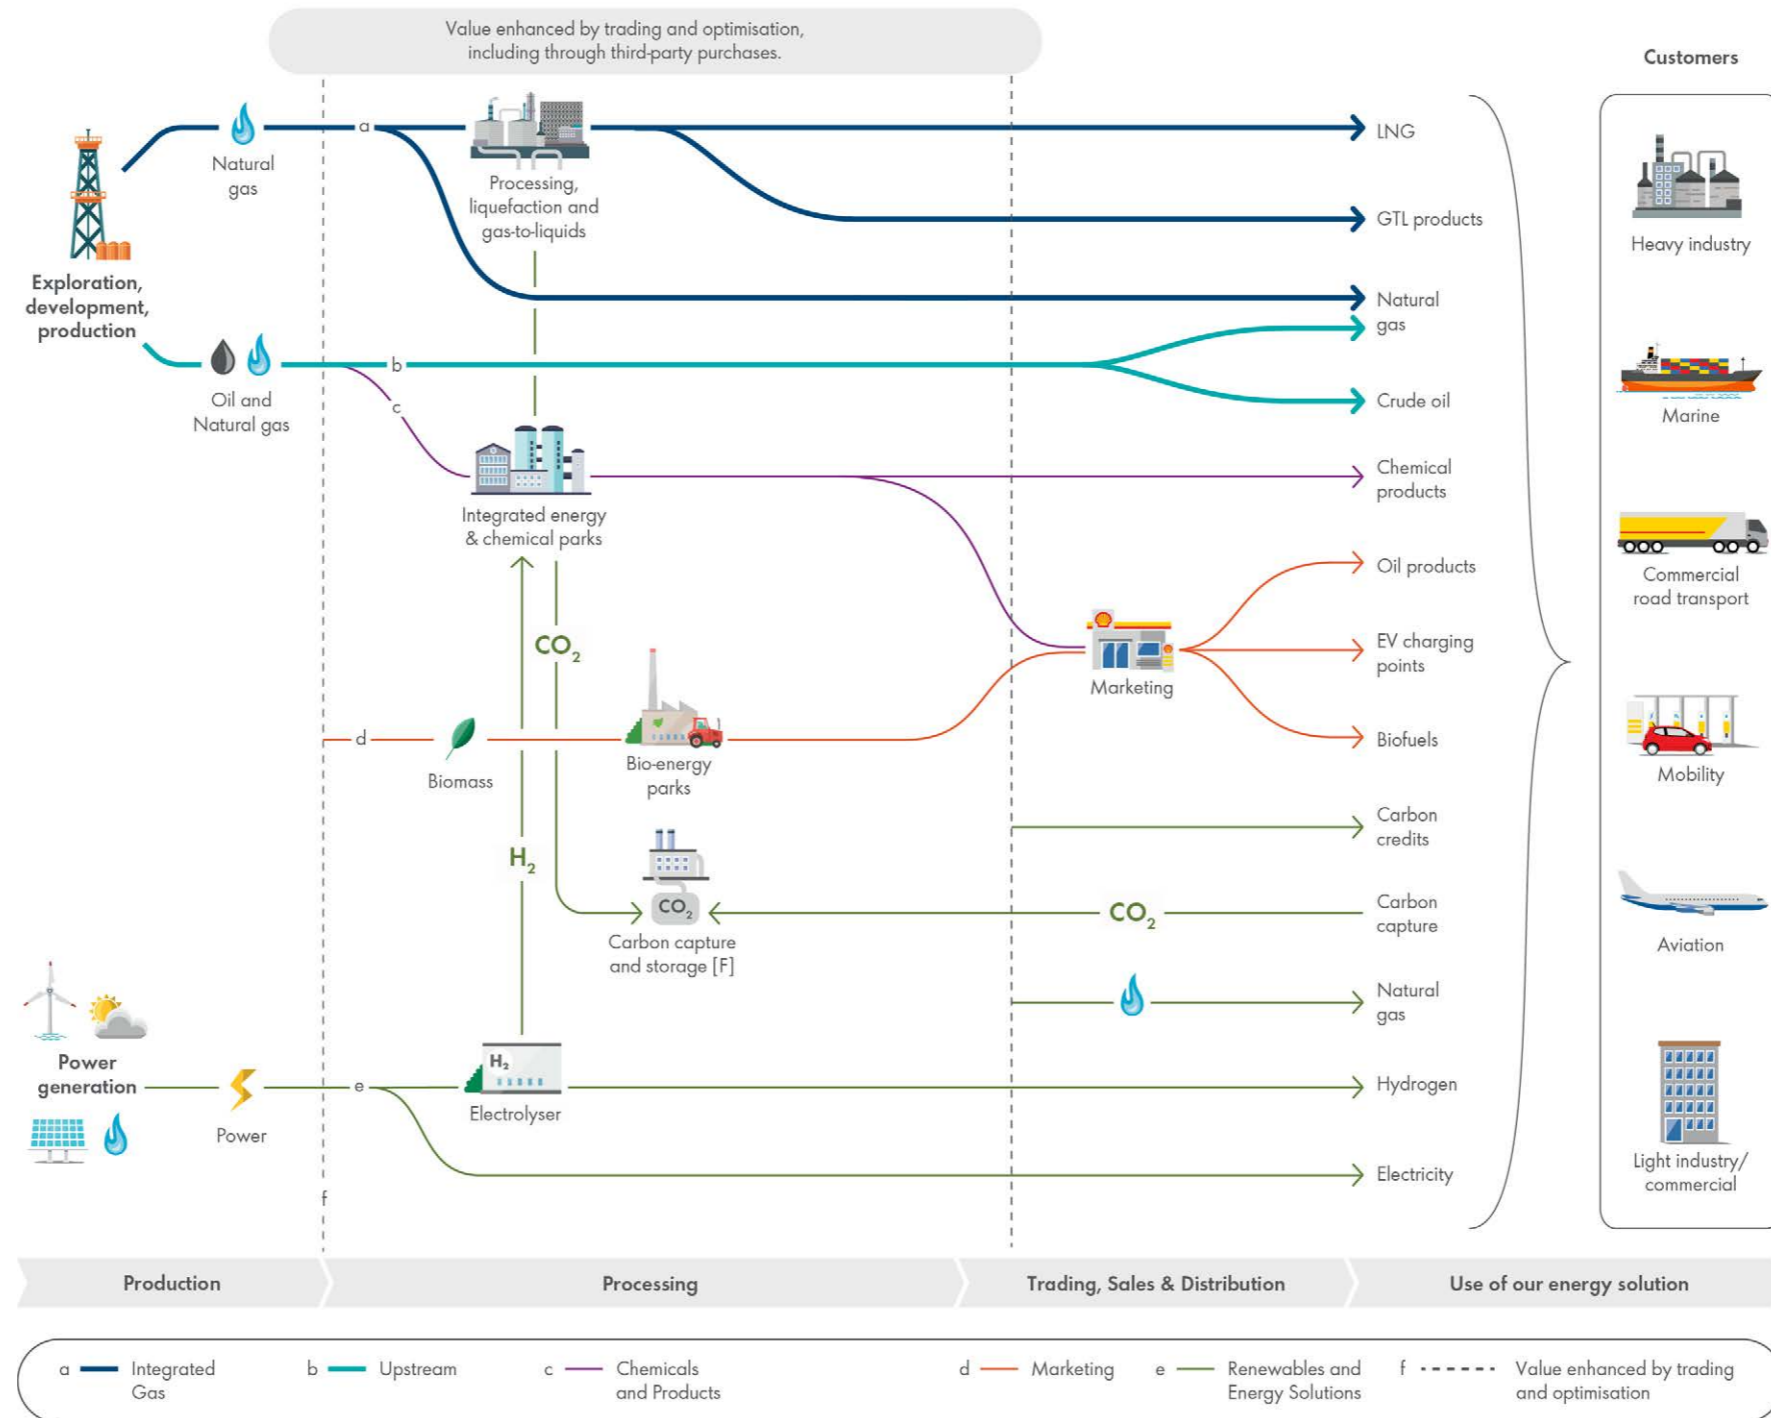 Value enhanced by trading and optimisation,
including through third-party purchases.
Customers
a
LNG
Natural
gas
Processing,
liquefaction and
gas-to-liquids
GTL products
Heavy industry
Exploration,
development,
production
Natural
gas
b
Oil and
Natural gas
c
Crude oil
Marine
Chemical
products
Integrated energy
& chemical parks
Oil products
Commercial
road transport
CO2
EV charging
points
Marketing
d
Biomass
Bio-energy
parks
Biofuels
Mobility
Carbon
credits
H2
CO2
Carbon capture
and storage [F]
CO2
Carbon
capture
Aviation
Natural
gas
Power
generation
Power
e
H2
Electrolyser
Hydrogen
Electricity
Light industry/
commercial
f
Production
Processing
Trading, Sales & Distribution
Use of our energy solution
a Integrated
Gas
b Upstream
c Chemicals
and Products
d Marketing
e Renewables and
Energy Solutions
f Value enhanced by trading
and optimisation